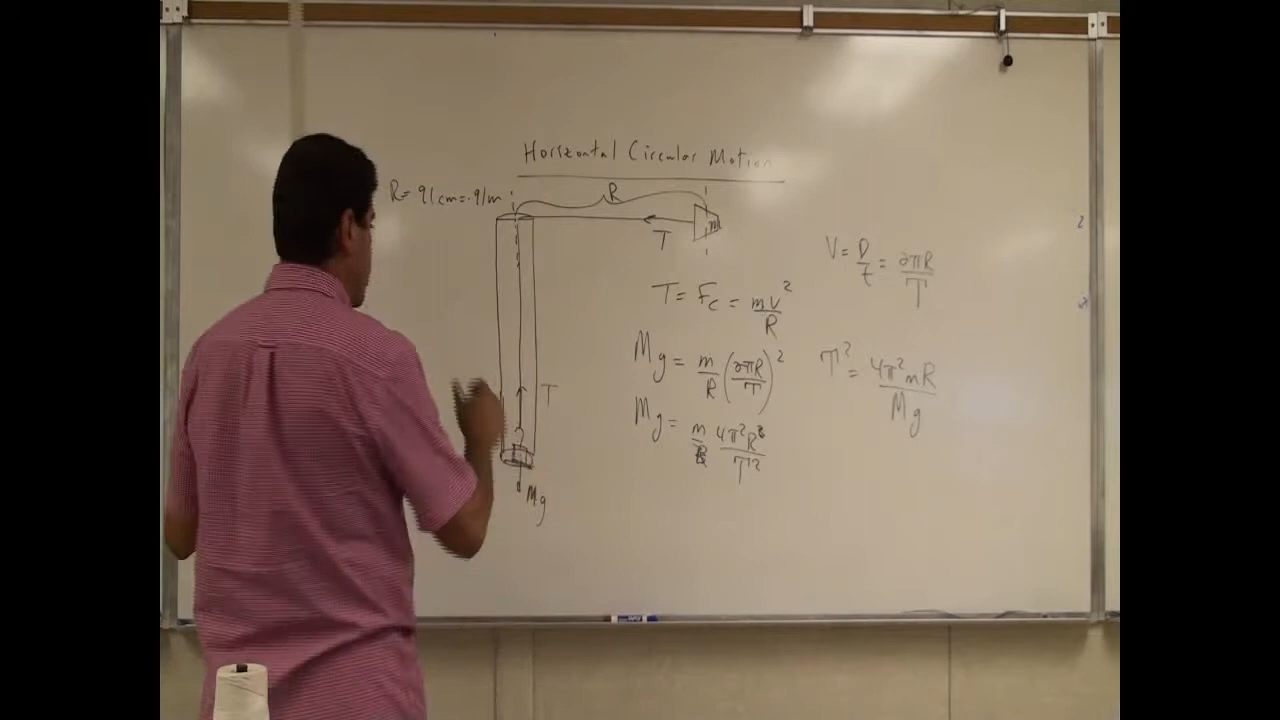 Horizontal Circular Motion
R = 91cm = .91m
R
T
m
V = D/t = 2πR/T
T = Fc = mv²/R
Mg = m/R (2πR/T)²
T² = 4π²mR/Mg
T
Mg = m/R 4π²R²/T²
Mg